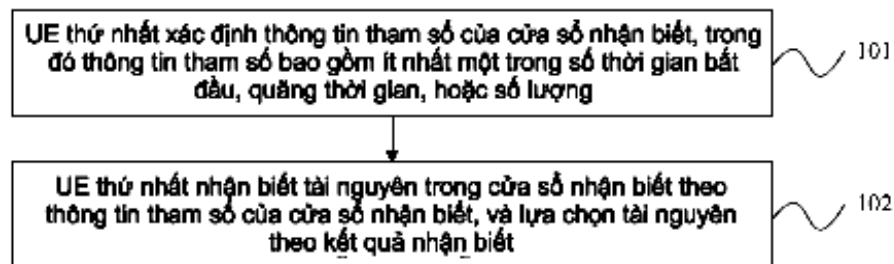 UE thứ nhất xác định thông tin tham số của cửa sổ nhận biết, trong
đó thông tin tham số bao gồm ít nhất một trong số thời gian bắt
đầu, quãng thời gian, hoặc số lượng
101
UE thứ nhất nhận biết tài nguyên trong cửa sổ nhận biết theo
thông tin tham số của cửa sổ nhận biết, và lựa chọn tài nguyên
theo kết quả nhận biết
102